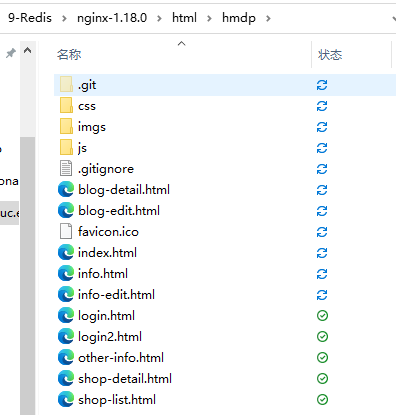 9-Redis › nginx-1.18.0 › html › hmdp ›
名称 状态
.git
css
imgs
js
.gitignore
blog-detail.html
blog-edit.html
favicon.ico
index.html
info.html
info-edit.html
login.html
login2.html
other-info.html
shop-detail.html
shop-list.html
ona
uc.e